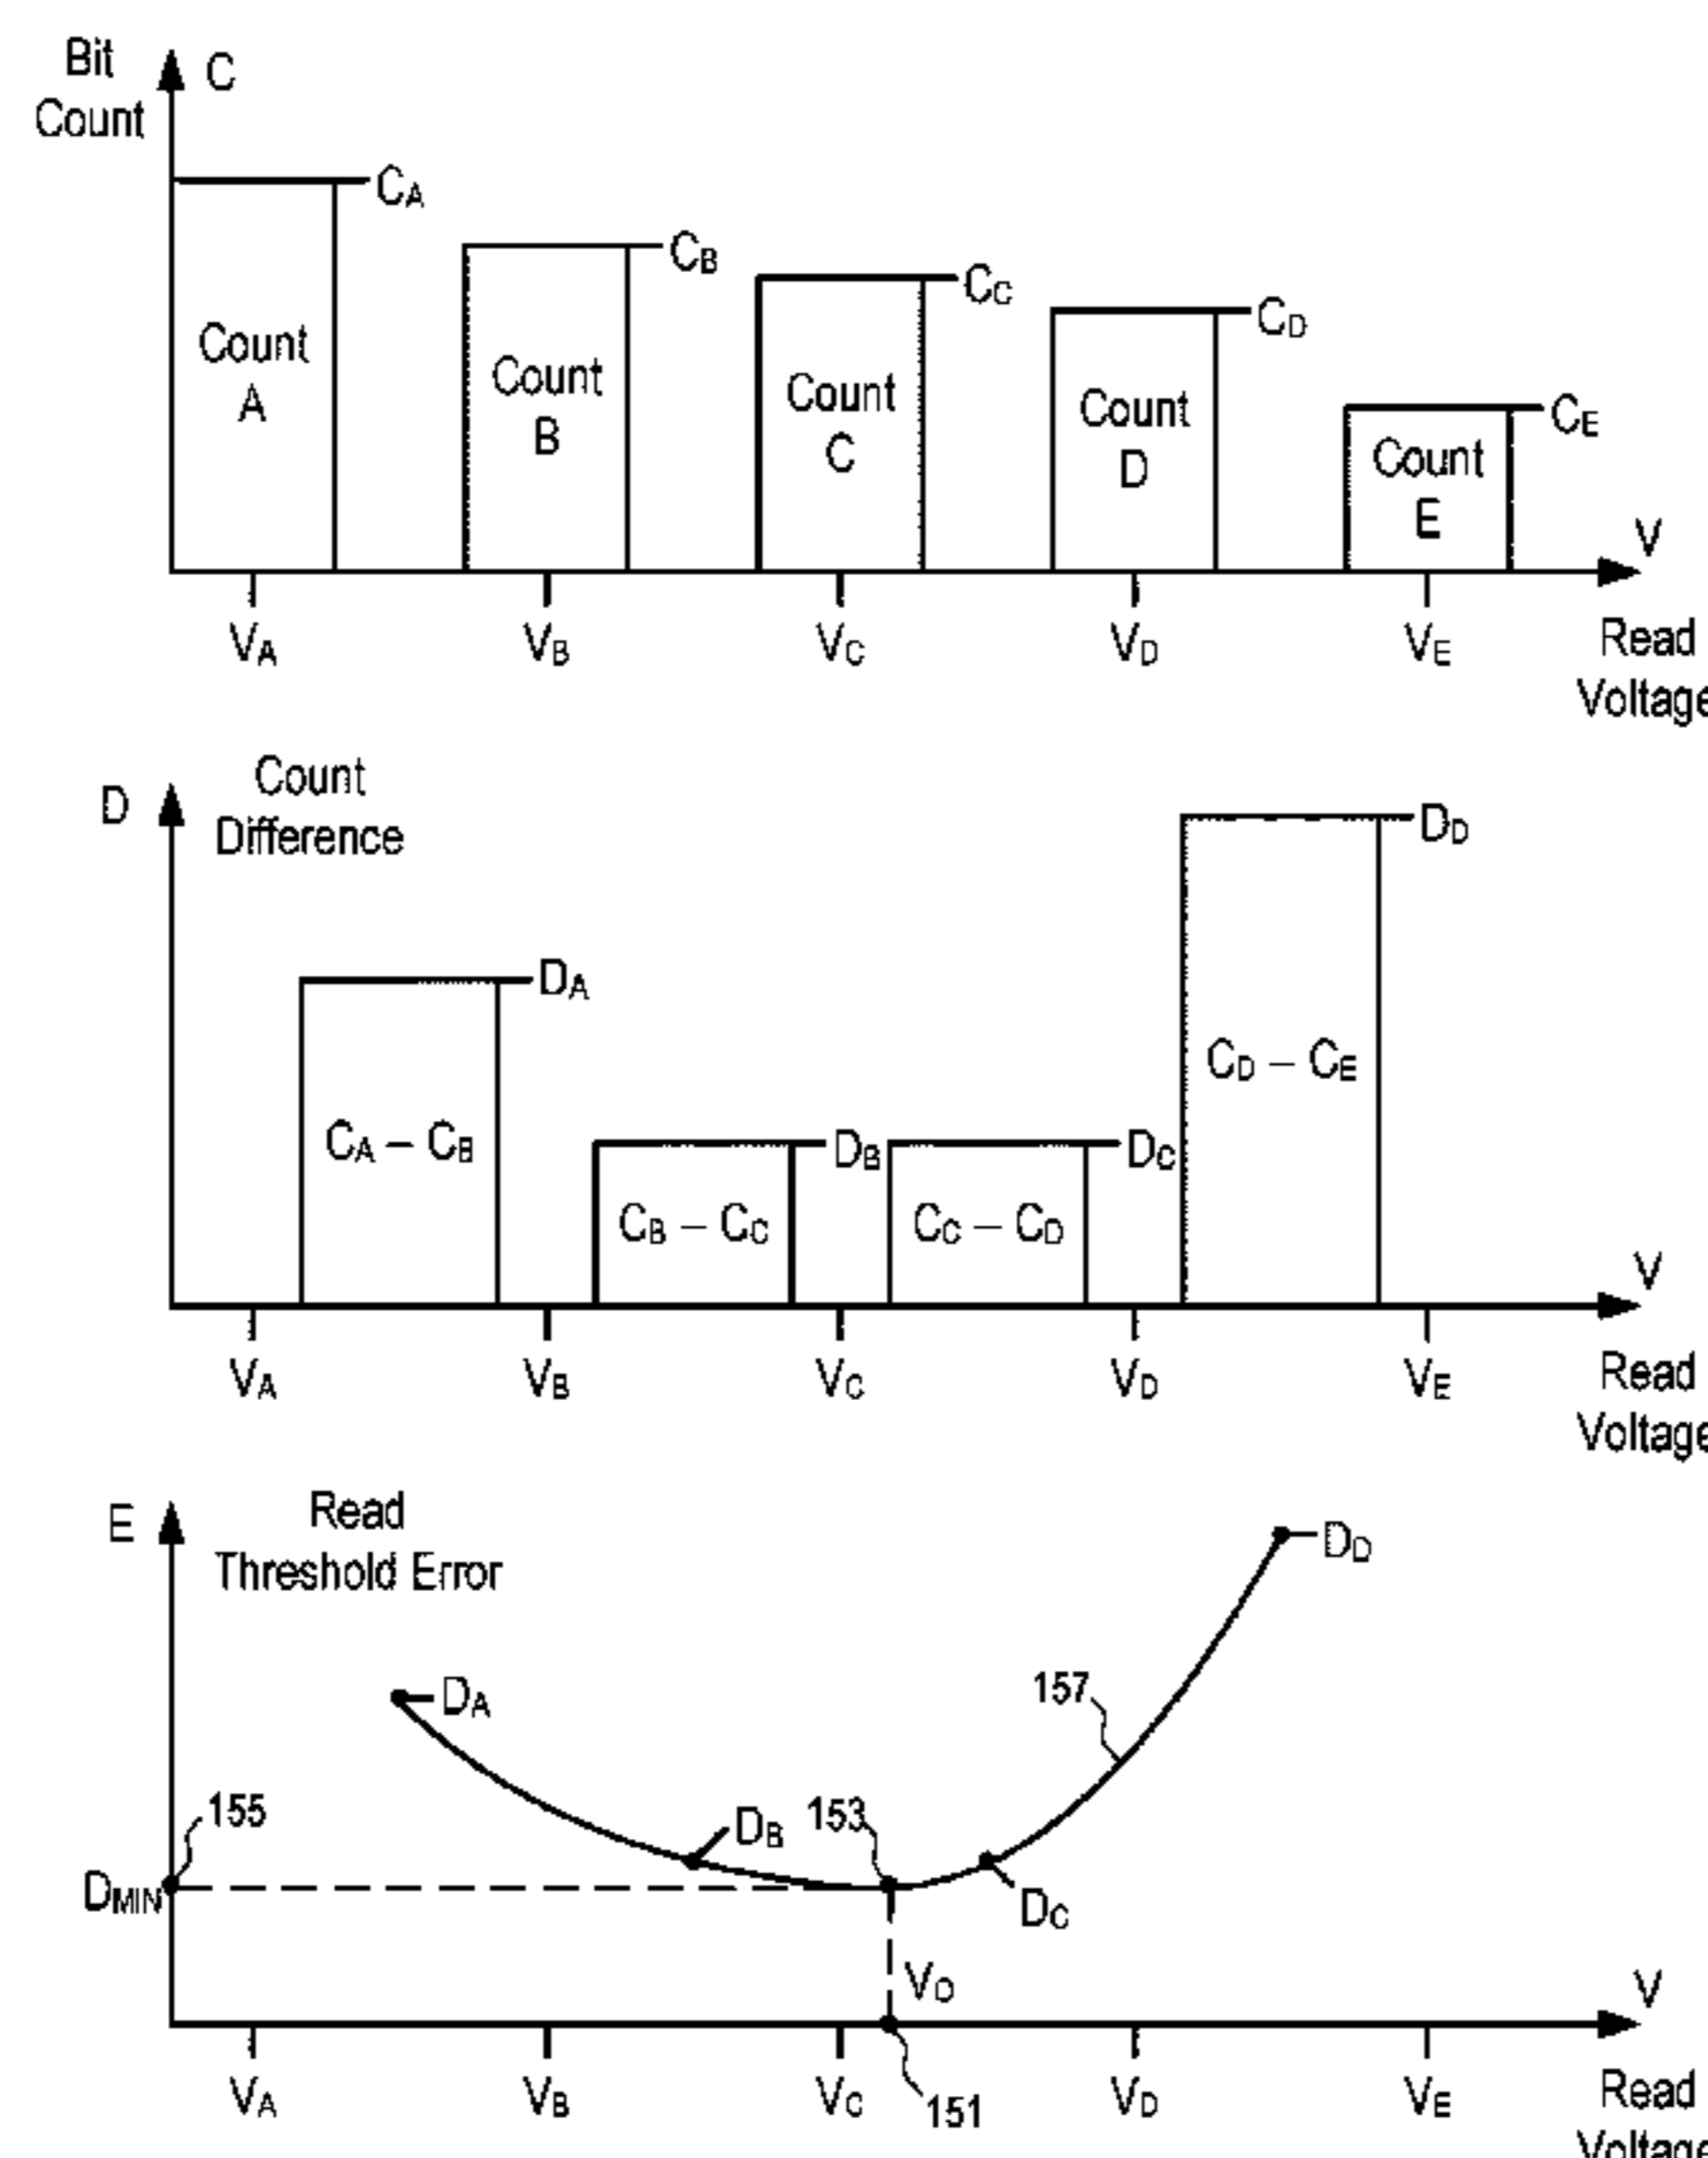 Bit
Count
C
CA
CB
CC
CD
CE
Count
A
Count
B
Count
C
Count
D
Count
E
V
VA
VB
VC
VD
VE
Read
Voltage
D
Count
Difference
DA
DB
DC
DD
CA – CB
CB – CC
CC – CD
CD – CE
V
VA
VB
VC
VD
VE
Read
Voltage
E
Read
Threshold Error
DD
DA
157
155
DB
153
DMIN
DC
VO
V
VA
VB
VC
151
VD
VE
Read
Voltage